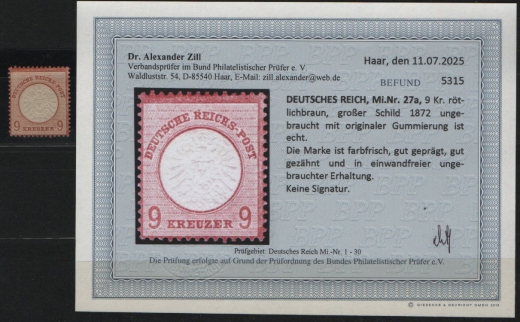 DEUTSCHES REICHS-POST
9 KREUZER 9
Dr. Alexander Zill
Verbandsprüfer im Bund Philatelistischer Prüfer e. V.
Waldluststr. 54, D-85540 Haar, E-Mail: zill.alexander@web.de
Haar, den 11.07.2025
BEFUND 5315
DEUTSCHES REICH, Mi.Nr. 27a, 9 Kr. röt-
lichbraun, großer Schild 1872 unge-
braucht mit originaler Gummierung ist
echt.
Die Marke ist farbfrisch, gut geprägt, gut
gezähnt und in einwandfreier unge-
brauchter Erhaltung.
Keine Signatur.
DEUTSCHE REICHS-POST
9 KREUZER 9
Prüfgebiet: Deutsches Reich Mi.-Nr. 1 - 30
Die Prüfung erfolgte auf Grund der Prüfordnung des Bundes Philatelistischer Prüfer e.V.
BPP